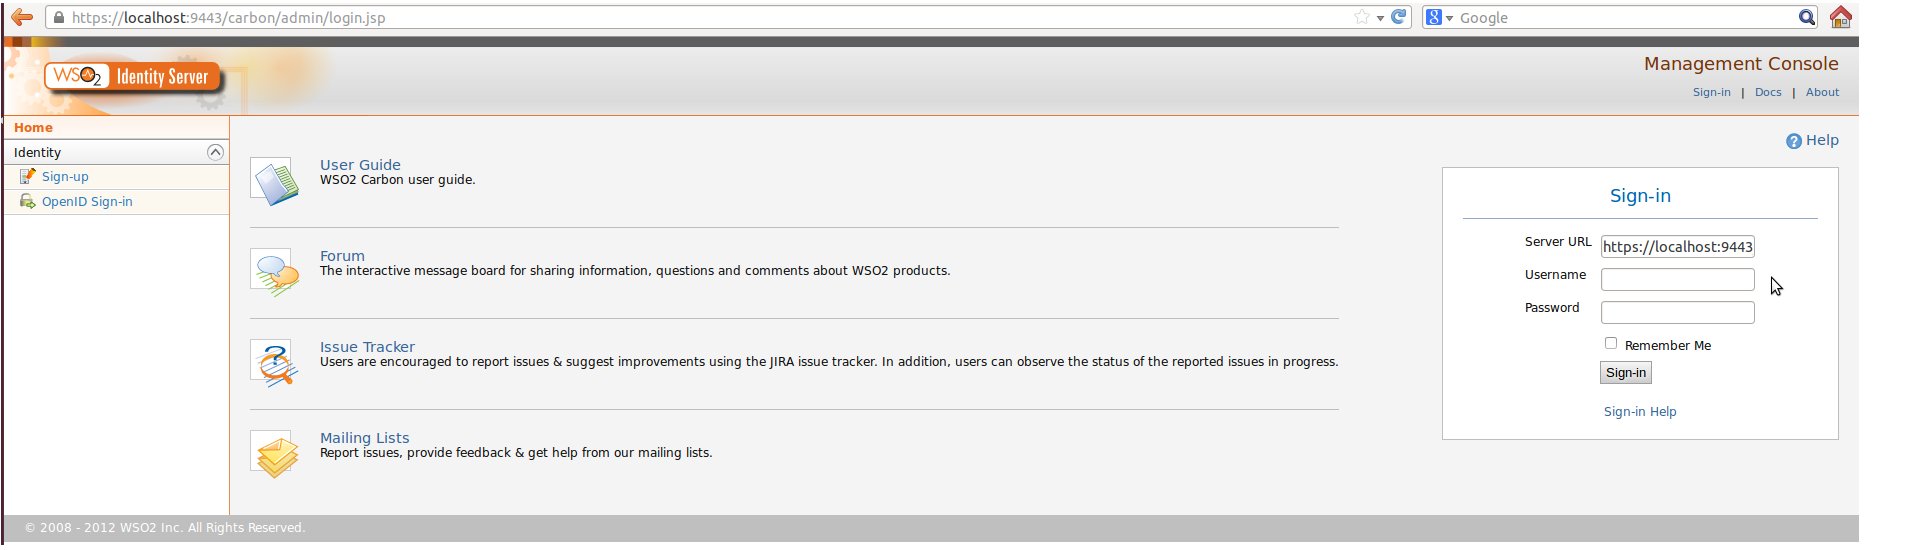 https://localhost:9443/carbon/admin/login.jsp
8 Google
WSO2 Identity Server
Management Console
Sign-in | Docs | About
Home
Identity
Sign-up
OpenID Sign-in
Help
User Guide
WSO2 Carbon user guide.
Forum
The interactive message board for sharing information, questions and comments about WSO2 products.
Issue Tracker
Users are encouraged to report issues & suggest improvements using the JIRA issue tracker. In addition, users can observe the status of the reported issues in progress.
Mailing Lists
Report issues, provide feedback & get help from our mailing lists.
Sign-in
Server URL https://localhost:9443
Username
Password
Remember Me
Sign-in
Sign-in Help
© 2008 - 2012 WSO2 Inc. All Rights Reserved.